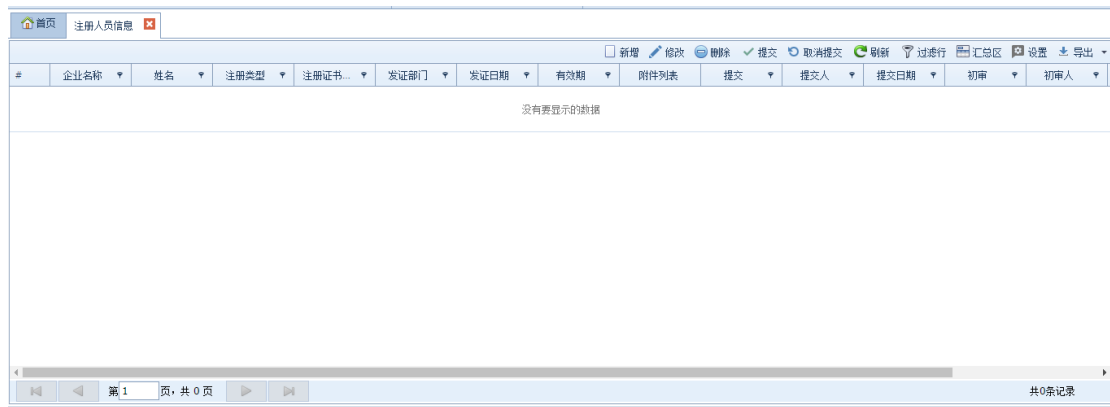 首页 注册人员信息
新增 修改 删除 提交 取消提交 刷新 过滤行 汇总区 设置 导出
# 企业名称 姓名 注册类型 注册证书... 发证部门 发证日期 有效期 附件列表 提交 提交人 提交日期 初审 初审人
没有要显示的数据
第 1 页，共 0 页 共0条记录